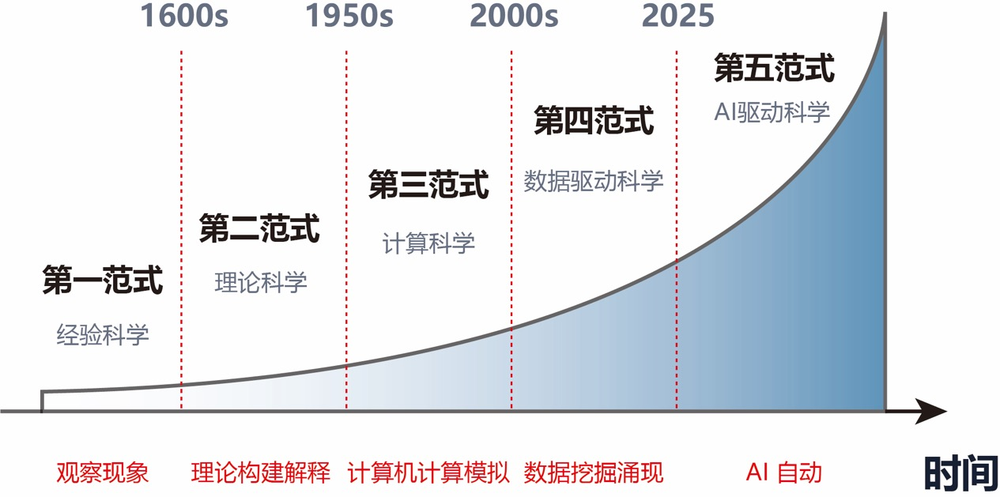 1600s
1950s
2000s
2025
第五范式
AI驱动科学
第四范式
数据驱动科学
第三范式
计算科学
第二范式
理论科学
第一范式
经验科学
观察现象
理论构建解释
计算机计算模拟
数据挖掘涌现
AI 自动
时间